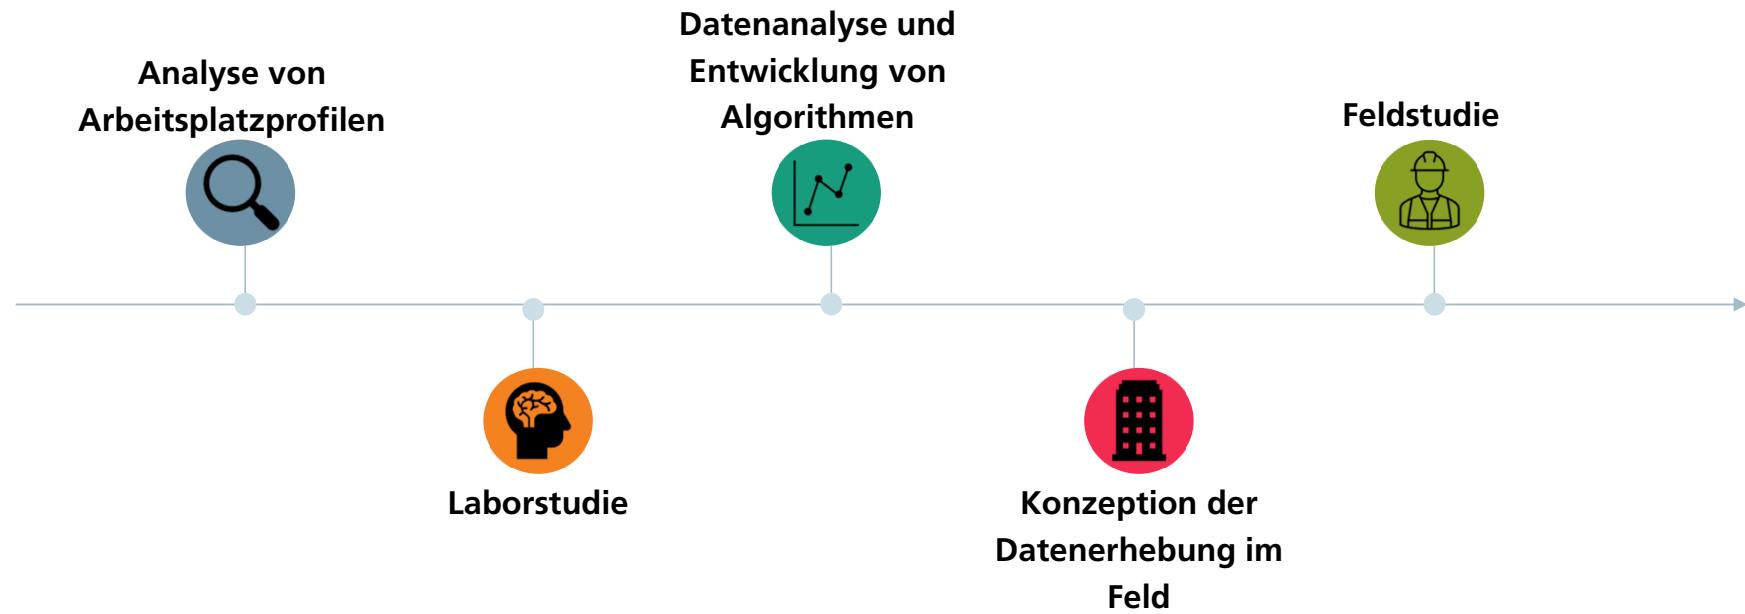 Analyse von
Arbeitsplatzprofilen
Laborstudie
Datenanalyse und
Entwicklung von
Algorithmen
Konzeption der
Datenerhebung im
Feld
Feldstudie